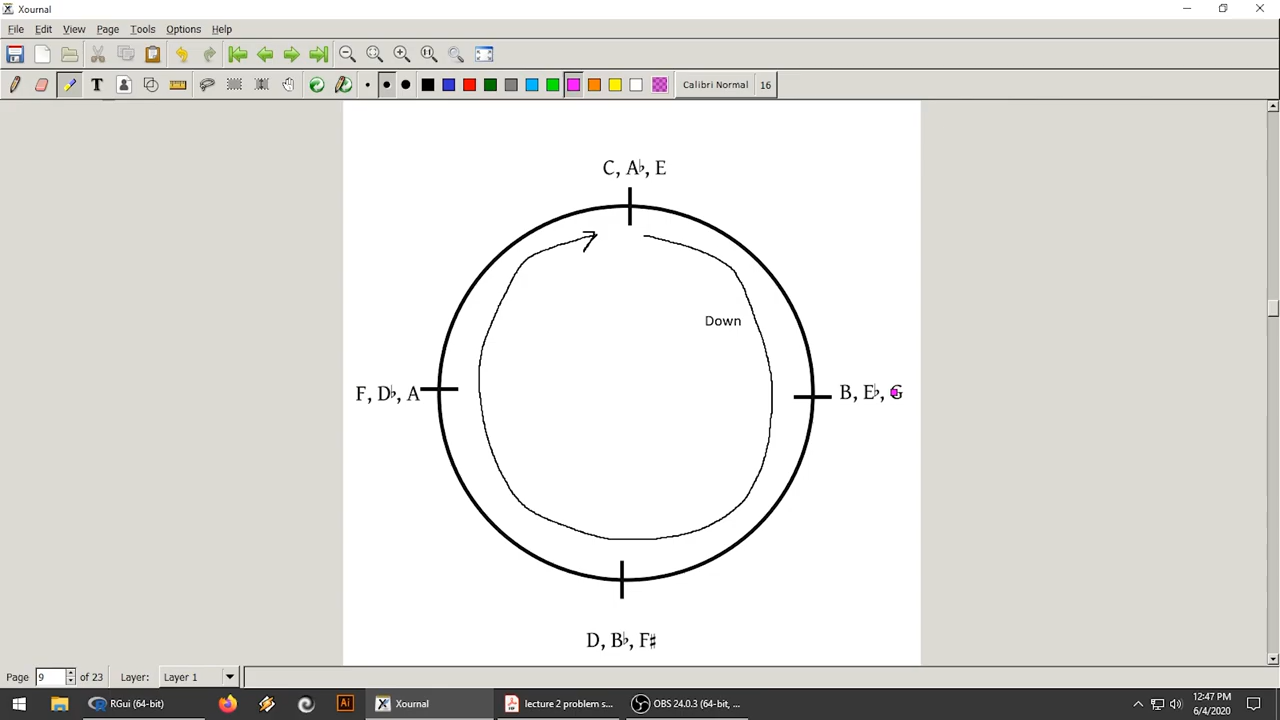 Xournal
File Edit View Page Tools Options Help
Calibri Normal 16
C, A♭, E
Down
F, D♭, A
B, E♭, G
D, B♭, F♯
Page 9 of 23 Layer: Layer 1
RGui (64-bit) Ai Xournal lecture 2 problem s... OBS 24.0.3 (64-bit, ...
12:47 PM
6/4/2020